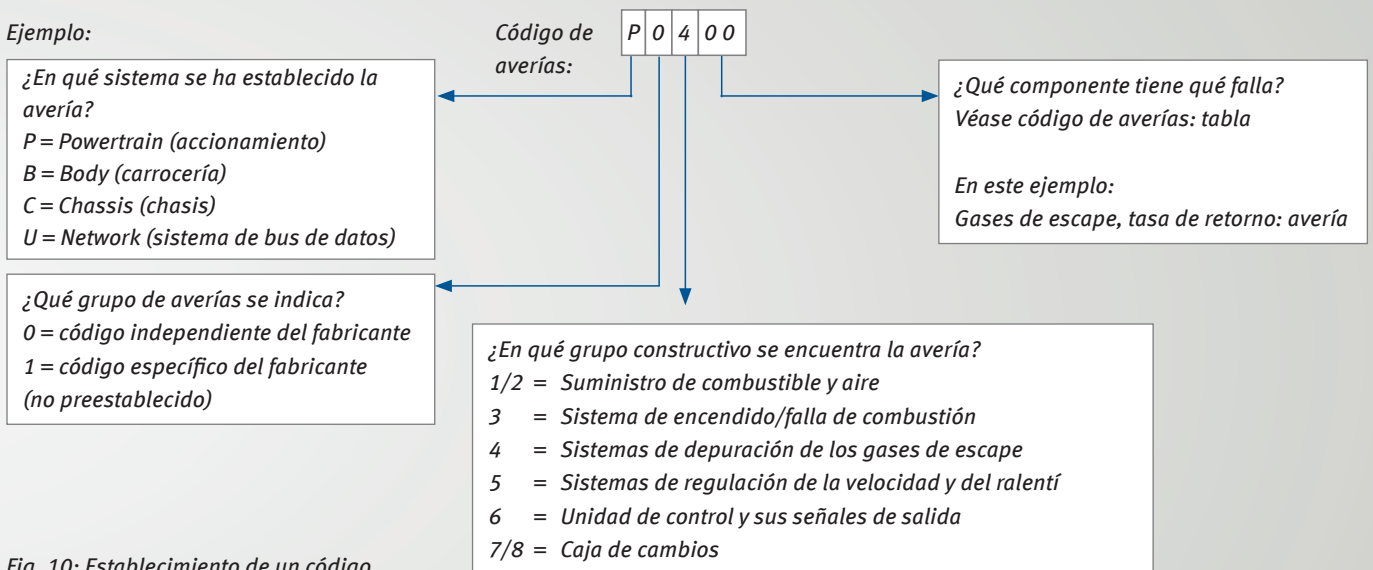 Ejemplo:
Código de
averías:
P 0 4 0 0
¿En qué sistema se ha establecido la
avería?
P = Powertrain (accionamiento)
B = Body (carrocería)
C = Chassis (chasis)
U = Network (sistema de bus de datos)
¿Qué componente tiene qué falla?
Véase código de averías: tabla
En este ejemplo:
Gases de escape, tasa de retorno: avería
¿Qué grupo de averías se indica?
0 = código independiente del fabricante
1 = código específico del fabricante
(no preestablecido)
¿En qué grupo constructivo se encuentra la avería?
1/2 = Suministro de combustible y aire
3 = Sistema de encendido/falla de combustión
4 = Sistemas de depuración de los gases de escape
5 = Sistemas de regulación de la velocidad y del ralentí
6 = Unidad de control y sus señales de salida
7/8 = Caja de cambios
Fig. 10: Establecimiento de un código